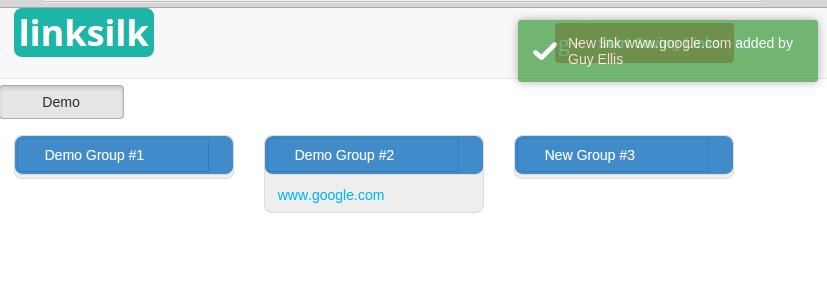 linksilk
New link www.google.com added by
Guy Ellis
Demo
Demo Group #1
Demo Group #2
New Group #3
www.google.com